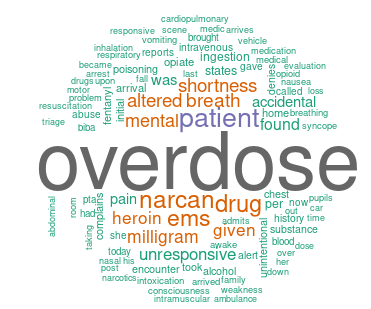 cardiopulmonary
responsive scene medic arrives
vomiting brought vehicle
inhalation reports intravenous medication
respiratory opiate ingestion medical
became poisoning last states gave evaluation
arrest fall was shortness denies opioid
drugs upon arrival nausea
motor fentanyl altered breath called loss
problem initial accidental home breathing
resuscitation abuse mental patient found syncope
triage biba
overdose
abdominal room pta complains pain narcan drug chest now pupils
had heroin ems per out car
history time
taking she milligram given admits unintentional substance
today unresponsive awake alert blood dose
nasal his over
post encounter took alcohol her
narcotics intoxication arrived family down
consciousness weakness
intramuscular ambulance